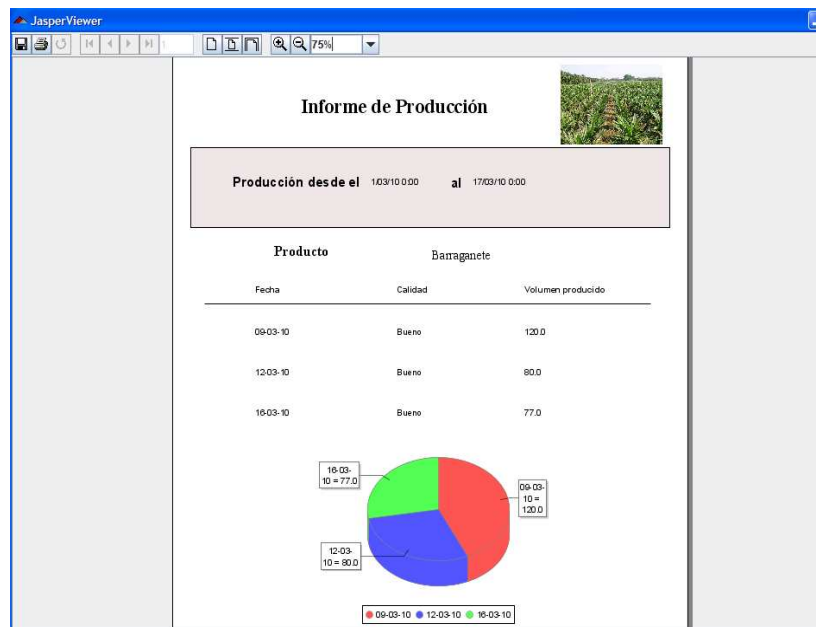 JasperViewer
75%
Informe de Producción
Producción desde el 1/03/10 0:00 al 17/03/10 0:00
Producto Barraganete
Fecha Calidad Volumen producido
09-03-10 Bueno 120.0
12-03-10 Bueno 80.0
16-03-10 Bueno 77.0
16-03-
10 = 77.0
09-03-
10 =
120.0
12-03-
10 = 80.0
09-03-10 12-03-10 16-03-10